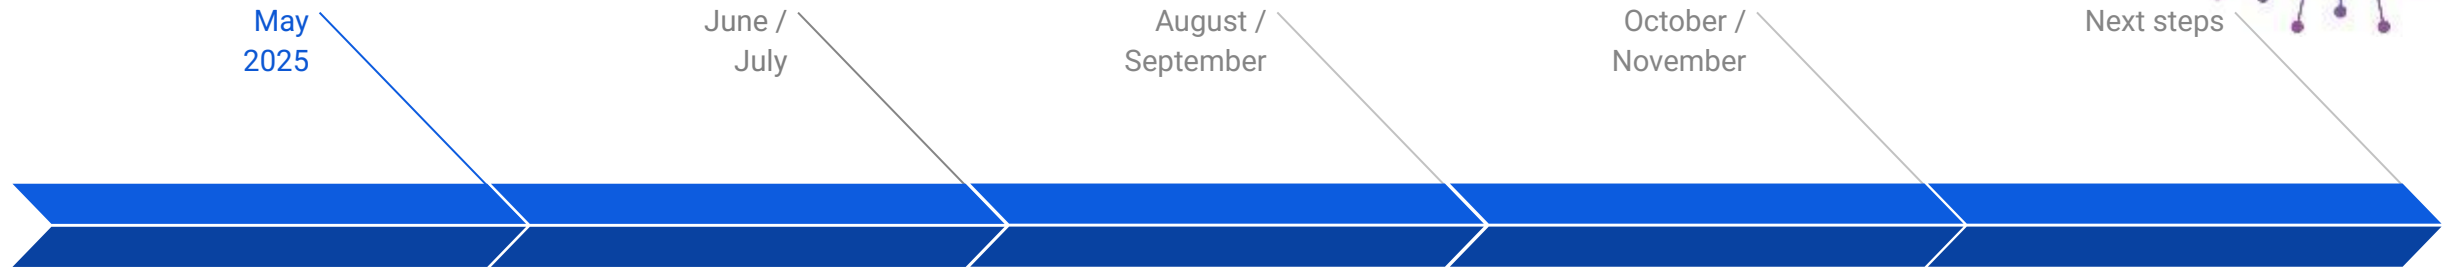 May
2025
June /
July
August /
September
October /
November
Next steps